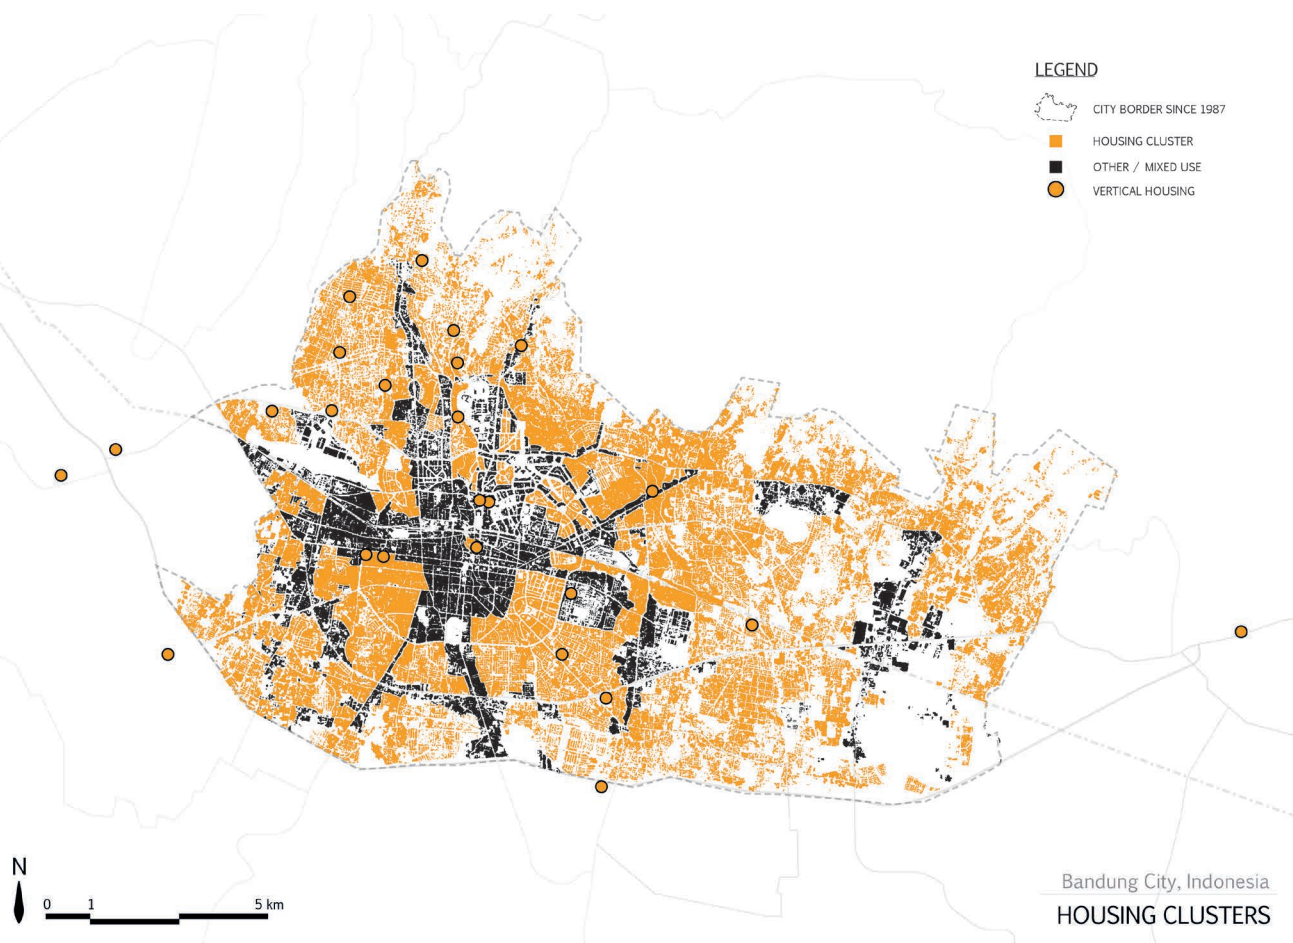 LEGEND
CITY BORDER SINCE 1987
HOUSING CLUSTER
OTHER / MIXED USE
VERTICAL HOUSING
N
0 1 5 km
Bandung City, Indonesia
HOUSING CLUSTERS